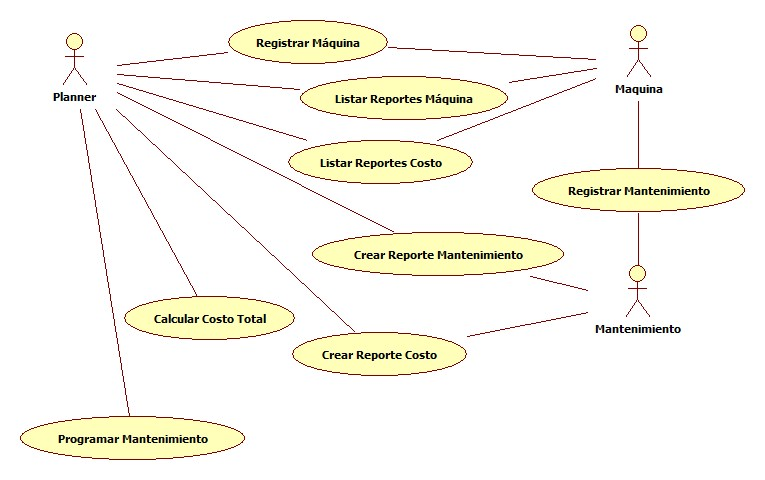 Registrar Máquina
Planner
Maquina
Listar Reportes Máquina
Listar Reportes Costo
Registrar Mantenimiento
Crear Reporte Mantenimiento
Calcular Costo Total
Mantenimiento
Crear Reporte Costo
Programar Mantenimiento